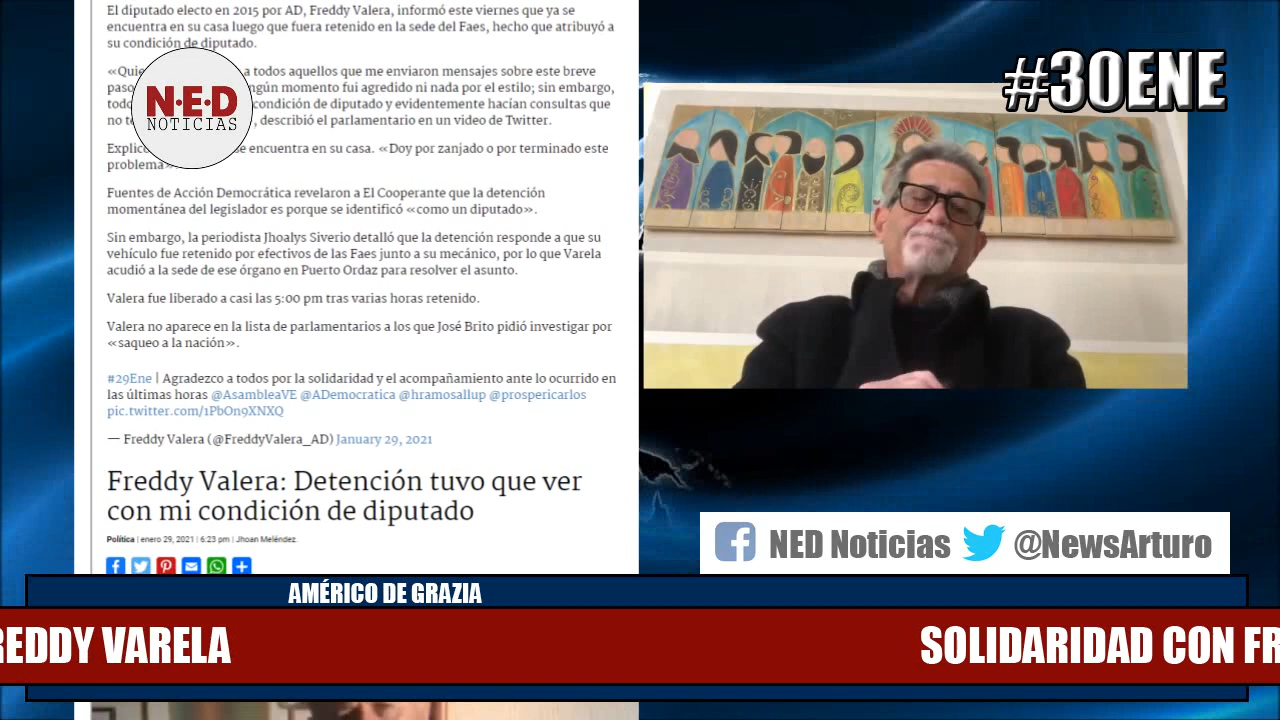 El diputado electo en 2015 por AD, Freddy Valera, informó este viernes que ya se
encuentra en su casa luego que fuera retenido en la sede del Faes, hecho que atribuyó a
su condición de diputado.
a todos aquellos que me enviaron mensajes sobre este breve
momento fui agredido ni nada por el estilo; sin embargo,
condición de diputado y evidentemente hacían consultas que
no describió el parlamentario en un video de Twitter.
se encuentra en su casa. «Doy por zanjado o por terminado este
problema»
Fuentes de Acción Democrática revelaron a El Cooperante que la detención
momentánea del legislador es porque se identificó «como un diputado».
Sin embargo, la periodista Jhoalys Siverio detalló que la detención responde a que su
vehículo fue retenido por efectivos de las Faes junto a su mecánico, por lo que Varela
acudió a la sede de ese órgano en Puerto Ordaz para resolver el asunto.
Valera fue liberado a casi las 5:00 pm tras varias horas retenido.
Valera no aparece en la lista de parlamentarios a los que José Brito pidió investigar por
«saqueo a la nación».
#29Ene | Agradezco a todos por la solidaridad y el acompañamiento ante lo ocurrido en
las últimas horas @AsambleaVE @ADemocratica @hramosallup @prospericarlos
pic.twitter.com/1PbOn9XNXQ
— Freddy Valera (@FreddyValera_AD) January 29, 2021
Freddy Valera: Detención tuvo que ver
con mi condición de diputado
Política | enero 29, 2021 | 6:23 pm | Jhoan Meléndez.
N·E·D
NOTICIAS
#30ENE
NED Noticias @NewsArturo
AMÉRICO DE GRAZIA
REDDY VARELA SOLIDARIDAD CON FR